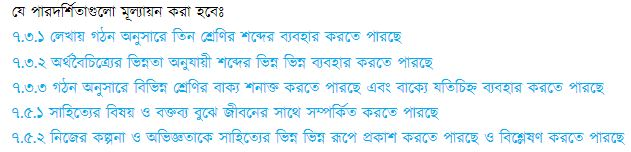 যে পারদর্শিতাগুলো মূল্যায়ন করা হবেঃ
৭.৩.১ লেখায় গঠন অনুসারে তিন শ্রেণির শব্দের ব্যবহার করতে পারছে
৭.৩.২ অর্থবৈচিত্র্যের ভিন্নতা অনুযায়ী শব্দের ভিন্ন ভিন্ন ব্যবহার করতে পারছে
৭.৩.৩ গঠন অনুসারে বিভিন্ন শ্রেণির বাক্য শনাক্ত করতে পারছে এবং বাক্যে যতিচিহ্ন ব্যবহার করতে পারছে
৭.৫.১ সাহিত্যের বিষয় ও বক্তব্য বুঝে জীবনের সাথে সম্পর্কিত করতে পারছে
৭.৫.২ নিজের কল্পনা ও অভিজ্ঞতাকে সাহিত্যের ভিন্ন ভিন্ন রূপে প্রকাশ করতে পারছে ও বিশ্লেষণ করতে পারছে